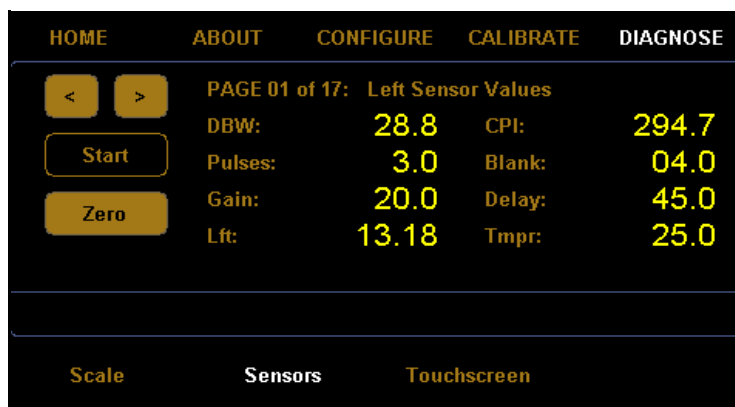 HOME ABOUT CONFIGURE CALIBRATE DIAGNOSE
< > PAGE 01 of 17: Left Sensor Values
DBW: 28.8 CPI: 294.7
Start Pulses: 3.0 Blank: 04.0
Zero Gain: 20.0 Delay: 45.0
Lft: 13.18 Tmpr: 25.0
Scale Sensors Touchscreen